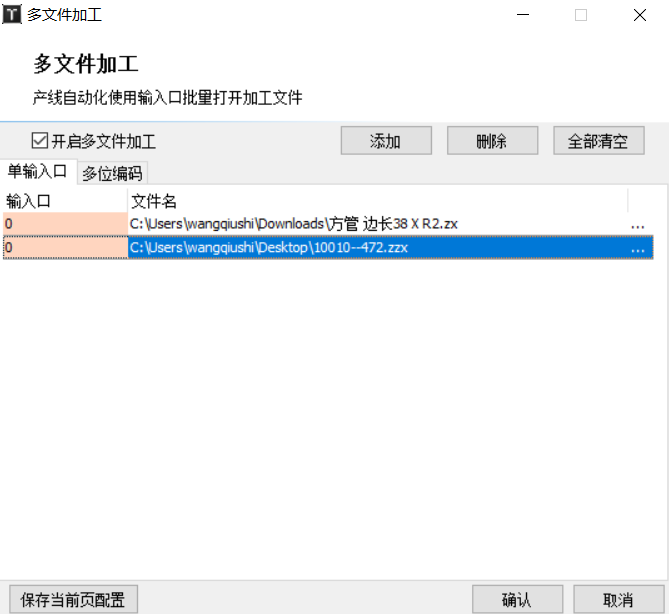 多文件加工
多文件加工
产线自动化使用输入口批量打开加工文件
开启多文件加工 添加 删除 全部清空
单输入口 多位编码
输入口 文件名
0 C:\Users\wangqiushi\Downloads\方管 边长38 X R2.zx ...
0 C:\Users\wangqiushi\Desktop\10010--472.zzx ...
保存当前页配置 确认 取消